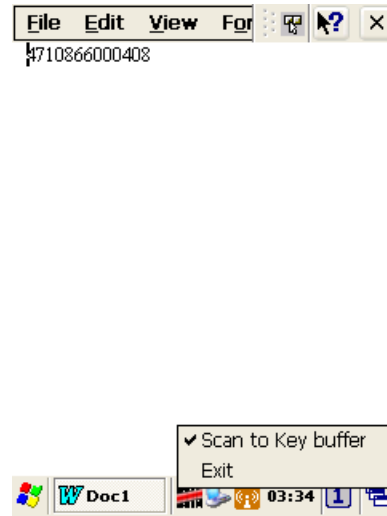 File Edit View For
4710866000408
Scan to Key buffer
Exit
Doc1 03:34 1